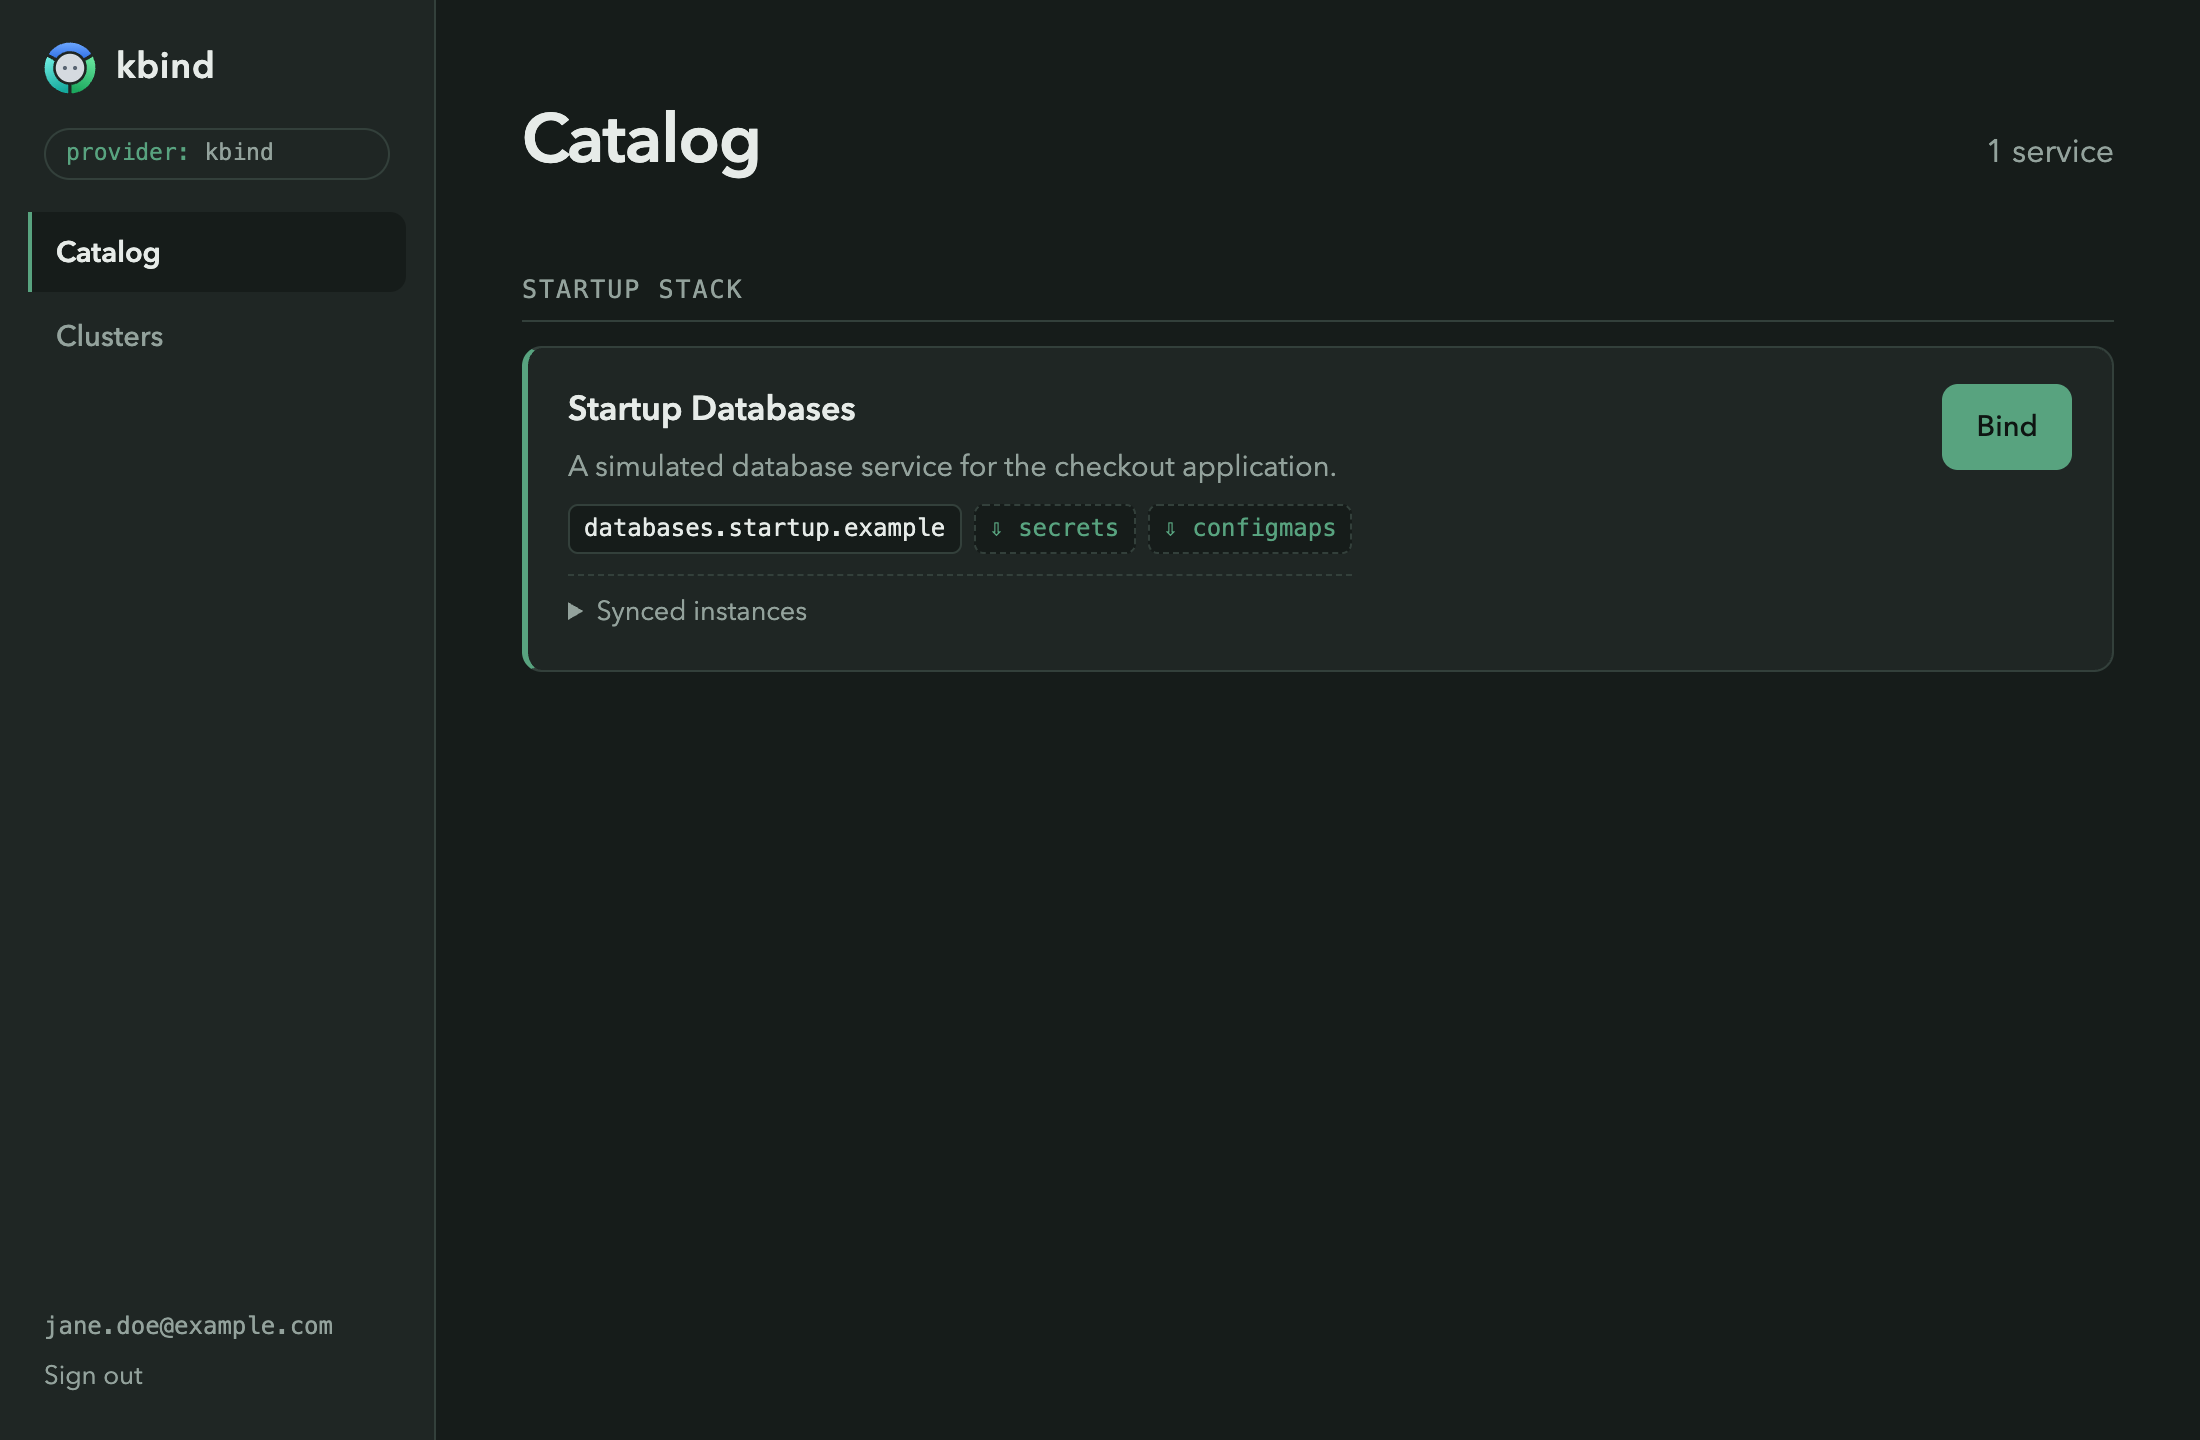 kbind
provider: kbind
Catalog
Clusters
jane.doe@example.com
Sign out
Catalog
1 service
STARTUP STACK
Startup Databases
Bind
A simulated database service for the checkout application.
databases.startup.example ⇩ secrets ⇩ configmaps
▶ Synced instances